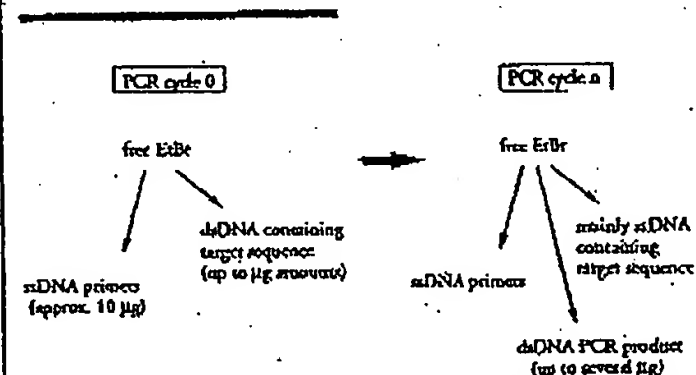 PCR cycle 0
free EtBr
dsDNA containing
target sequence
(up to µg amounts)
ssDNA primers
(approx. 10 µg)
PCR cycle n
free EtBr
mainly ssDNA
containing
target sequence
ssDNA primers
dsDNA PCR product
(up to several µg)